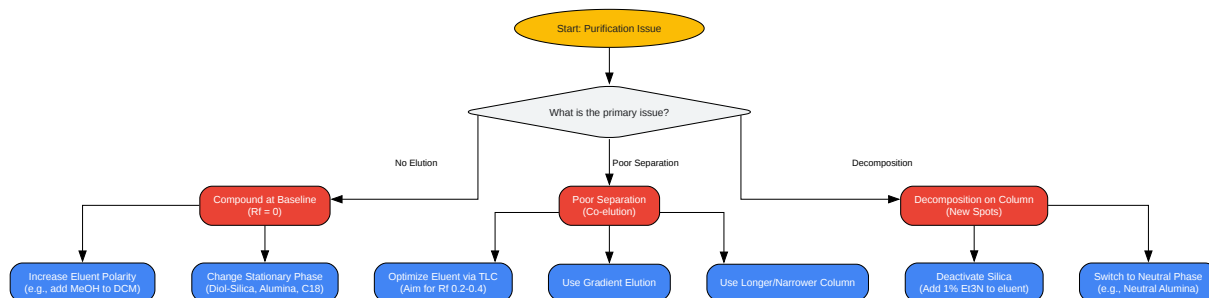 Start: Purification Issue
What is the primary issue?
No Elution
Poor Separation
Decomposition
Compound at Baseline
(Rf = 0)
Poor Separation
(Co-elution)
Decomposition on Column
(New Spots)
Increase Eluent Polarity
(e.g., add MeOH to DCM)
Change Stationary Phase
(Diol-Silica, Alumina, C18)
Optimize Eluent via TLC
(Aim for Rf 0.2-0.4)
Use Gradient Elution
Use Longer/Narrower Column
Deactivate Silica
(Add 1% Et3N to eluent)
Switch to Neutral Phase
(e.g., Neutral Alumina)